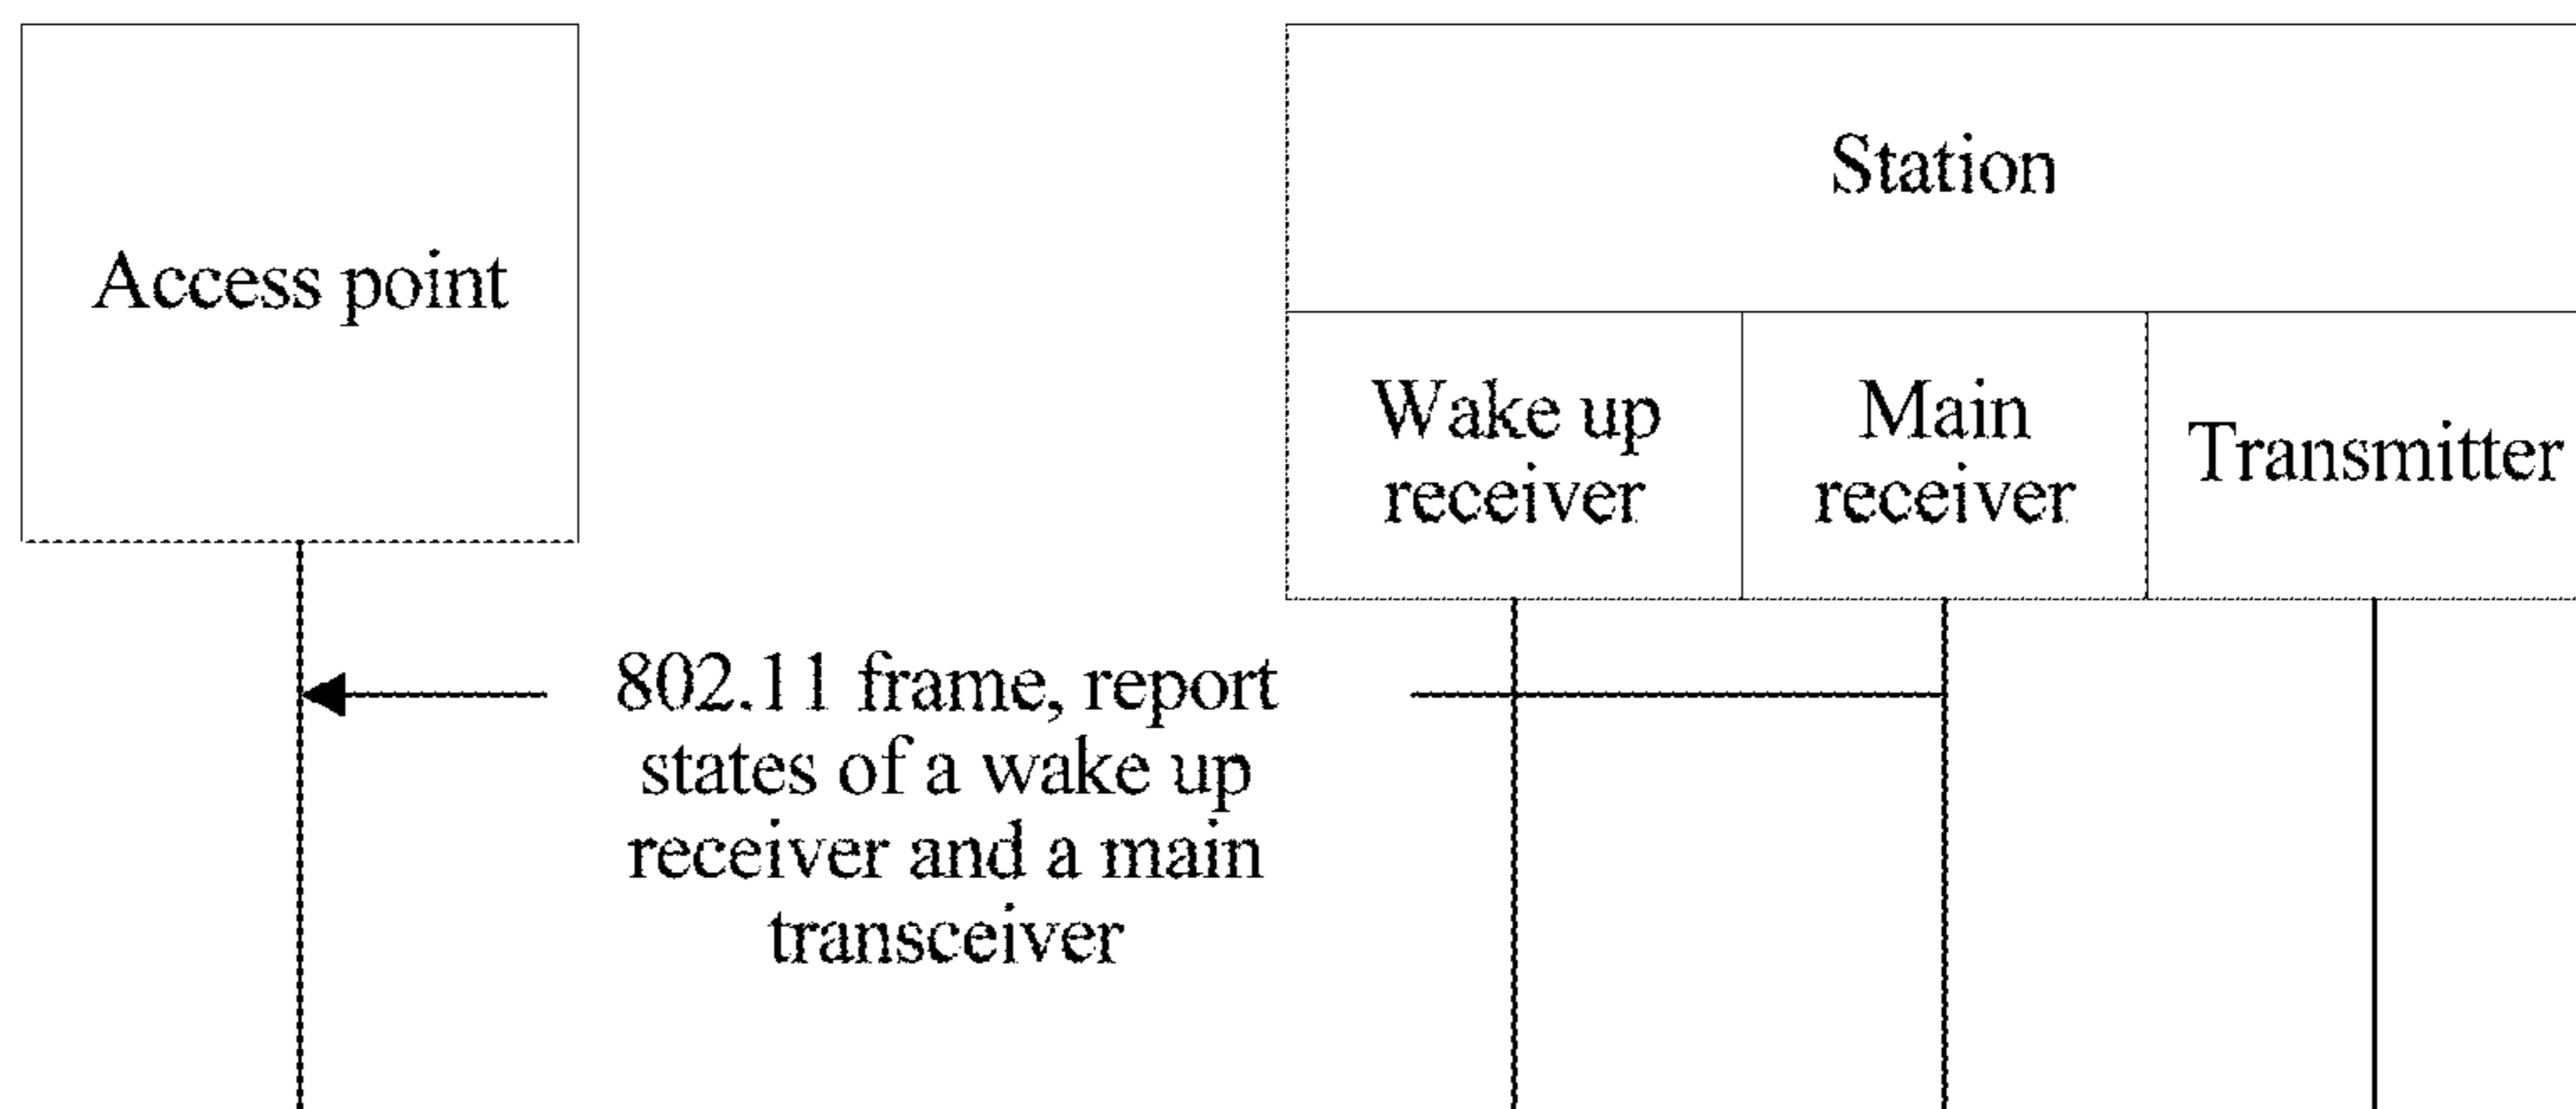 Access point
Station
Wake up
receiver
Main
receiver
Transmitter
802.11 frame, report
states of a wake up
receiver and a main
transceiver